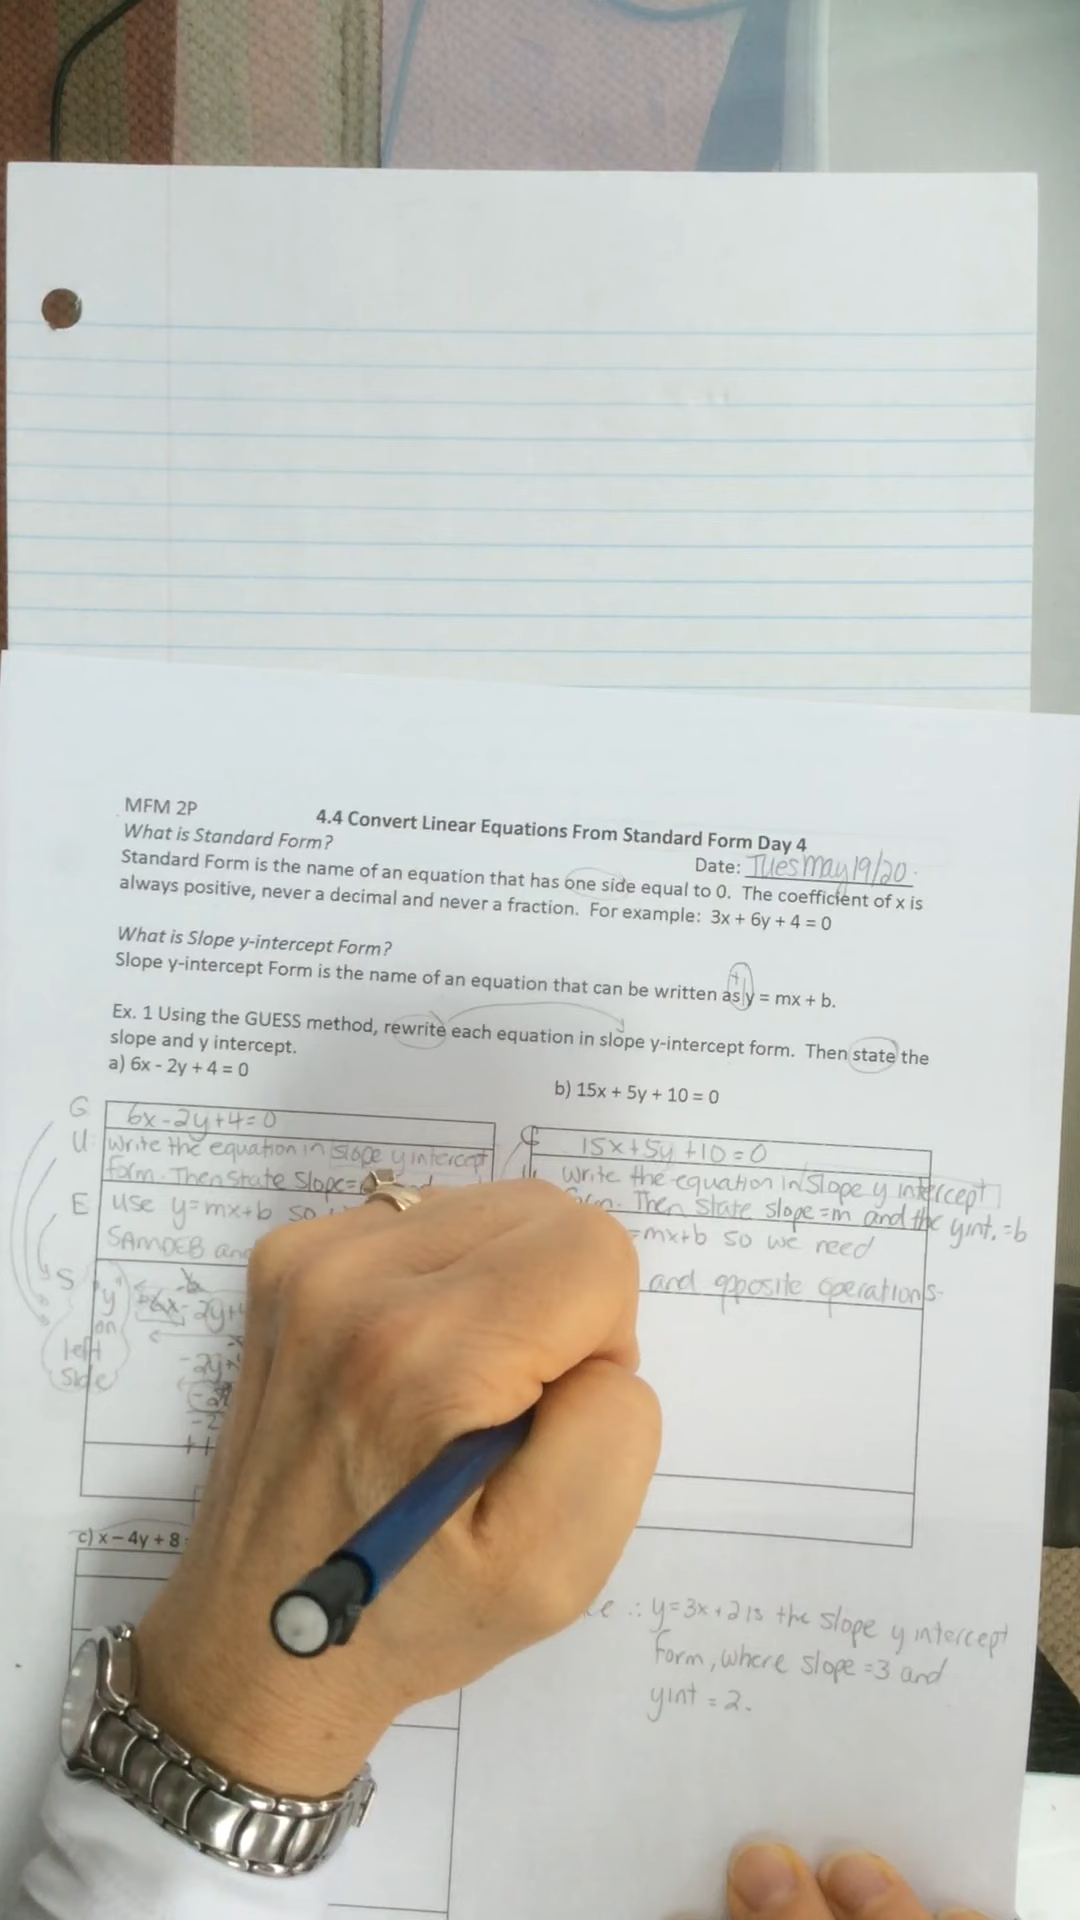 MFM 2P
4.4 Convert Linear Equations From Standard Form Day 4
What is Standard Form?
Date: Tues May 19/20.
Standard Form is the name of an equation that has one side equal to 0. The coefficient of x is
always positive, never a decimal and never a fraction. For example: 3x + 6y + 4 = 0
What is Slope y-intercept Form?
Slope y-intercept Form is the name of an equation that can be written as y = mx + b.
Ex. 1 Using the GUESS method, rewrite each equation in slope y-intercept form. Then state the
slope and y intercept.
a) 6x - 2y + 4 = 0
b) 15x + 5y + 10 = 0
G 6x-2y+4=0
U Write the equation in slope y intercept
form. Then state slope=
E use y=mx+b so
SAMDEB and
S "y"
on
left
side
6x-2y+
-2y+
-2
-2
G 15x+5y+10=0
Write the equation in slope y intercept
form. Then state slope=m and the yint.=b
=mx+b so we need
and opposite operations.
c) x – 4y + 8
∴ y=3x+2 is the slope y intercept
form, where slope =3 and
yint = 2.